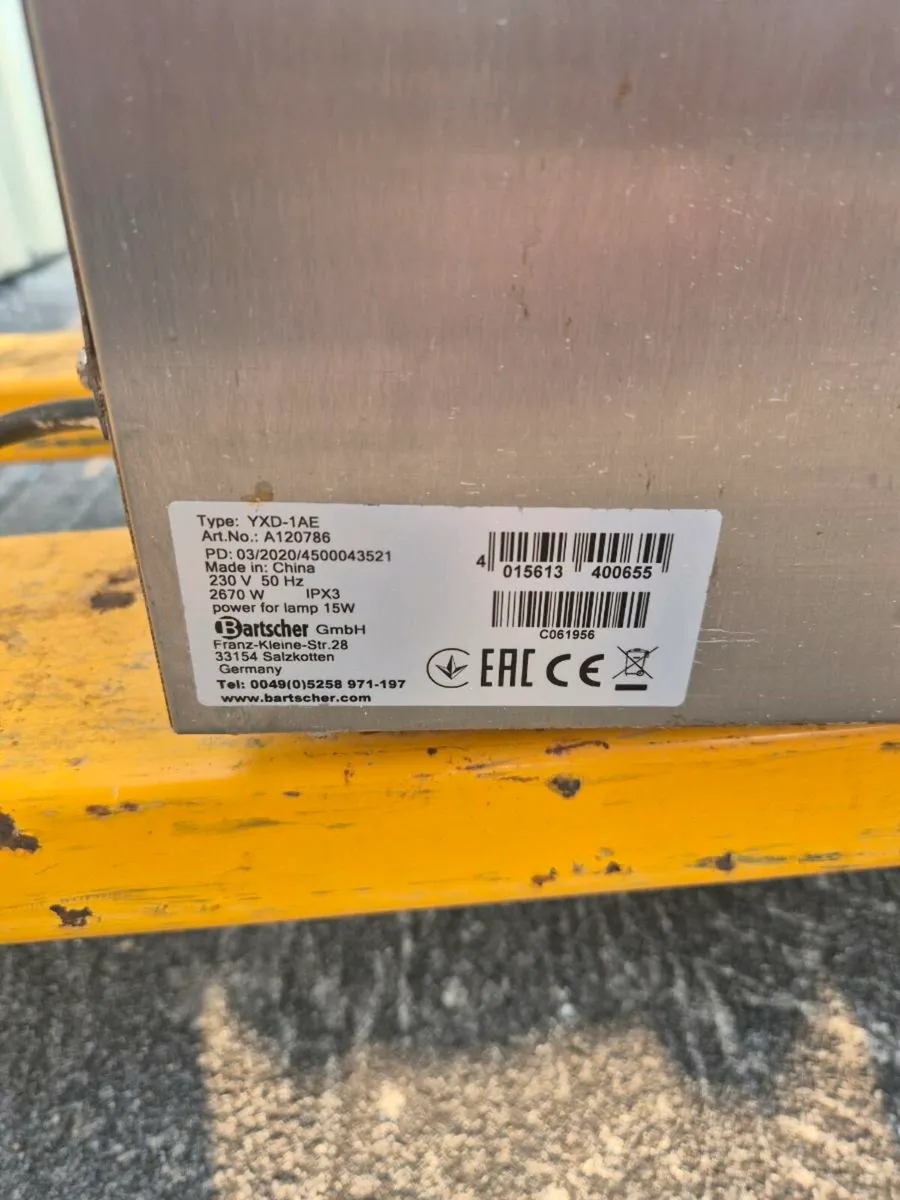 Type: YXD-1AE
Art.No.: A120786
PD: 03/2020/4500043521
Made in: China
230 V 50 Hz
2670 W IPX3
power for lamp 15W
Bartscher GmbH
Franz-Kleine-Str.28
33154 Salzkotten
Germany
Tel: 0049(0)5258 971-197
www.bartscher.com
4 015613 400655
C061956
EAC CE